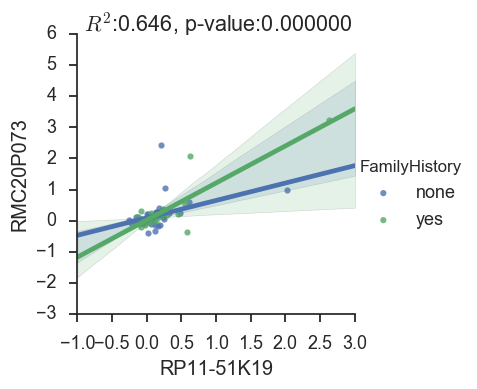 R²:0.646, p-value:0.000000
6
5
4
3
2
1
0
−1
−2
−3
RMC20P073
−1.0 −0.5 0.0 0.5 1.0 1.5 2.0 2.5 3.0
RP11-51K19
FamilyHistory
none
yes